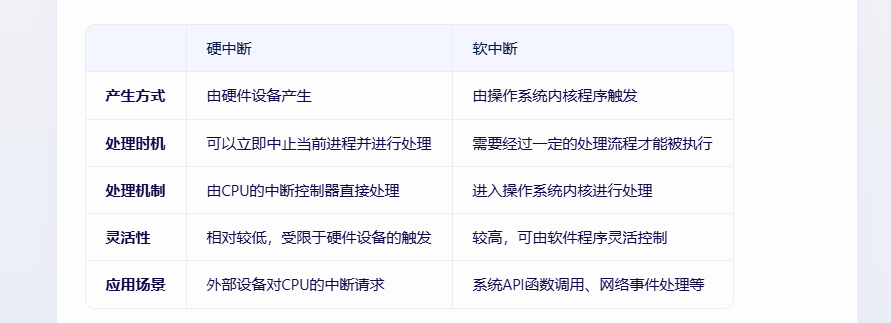 硬中断 软中断
产生方式 由硬件设备产生 由操作系统内核程序触发
处理时机 可以立即中止当前进程并进行处理 需要经过一定的处理流程才能被执行
处理机制 由CPU的中断控制器直接处理 进入操作系统内核进行处理
灵活性 相对较低，受限于硬件设备的触发 较高，可由软件程序灵活控制
应用场景 外部设备对CPU的中断请求 系统API函数调用、网络事件处理等